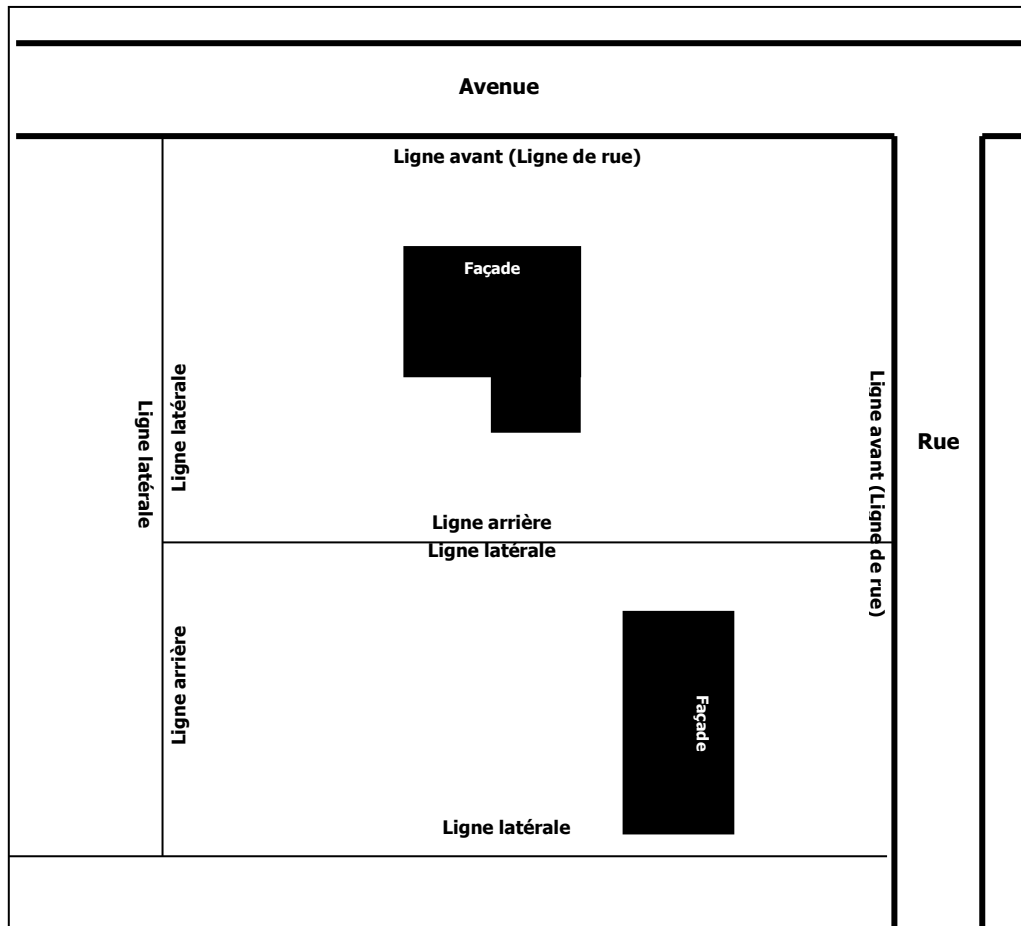 Avenue
Ligne avant (Ligne de rue)
Façade
Ligne latérale
Ligne latérale
Ligne avant (Ligne de rue)
Rue
Ligne arrière
Ligne latérale
Ligne arrière
Façade
Ligne latérale